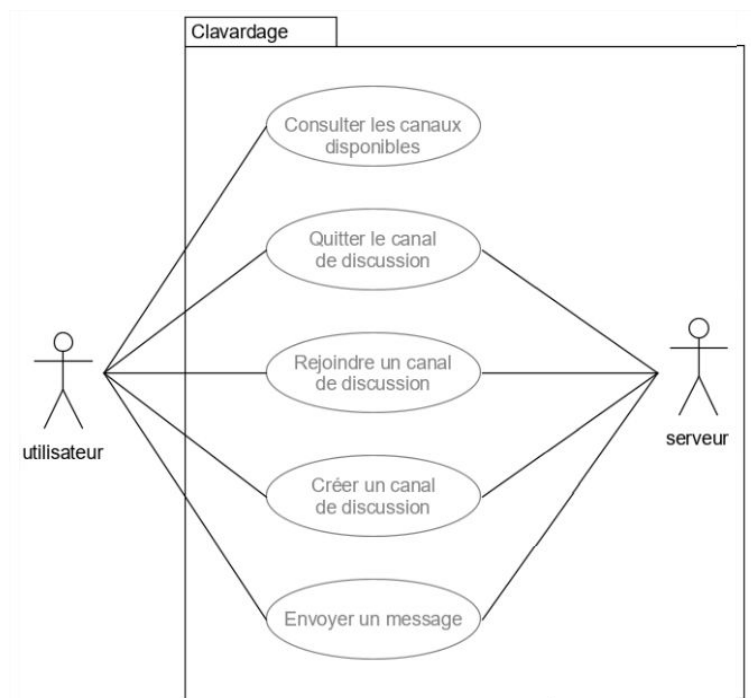 Clavardage
Consulter les canaux
disponibles
Quitter le canal
de discussion
Rejoindre un canal
de discussion
Créer un canal
de discussion
Envoyer un message
utilisateur
serveur